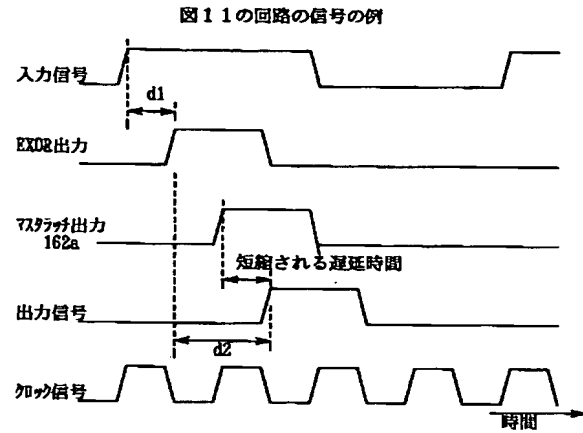 図11の回路の信号の例
入力信号
d1
EXOR出力
マスタラッチ出力
162a
短縮される遅延時間
出力信号
d2
クロック信号
時間